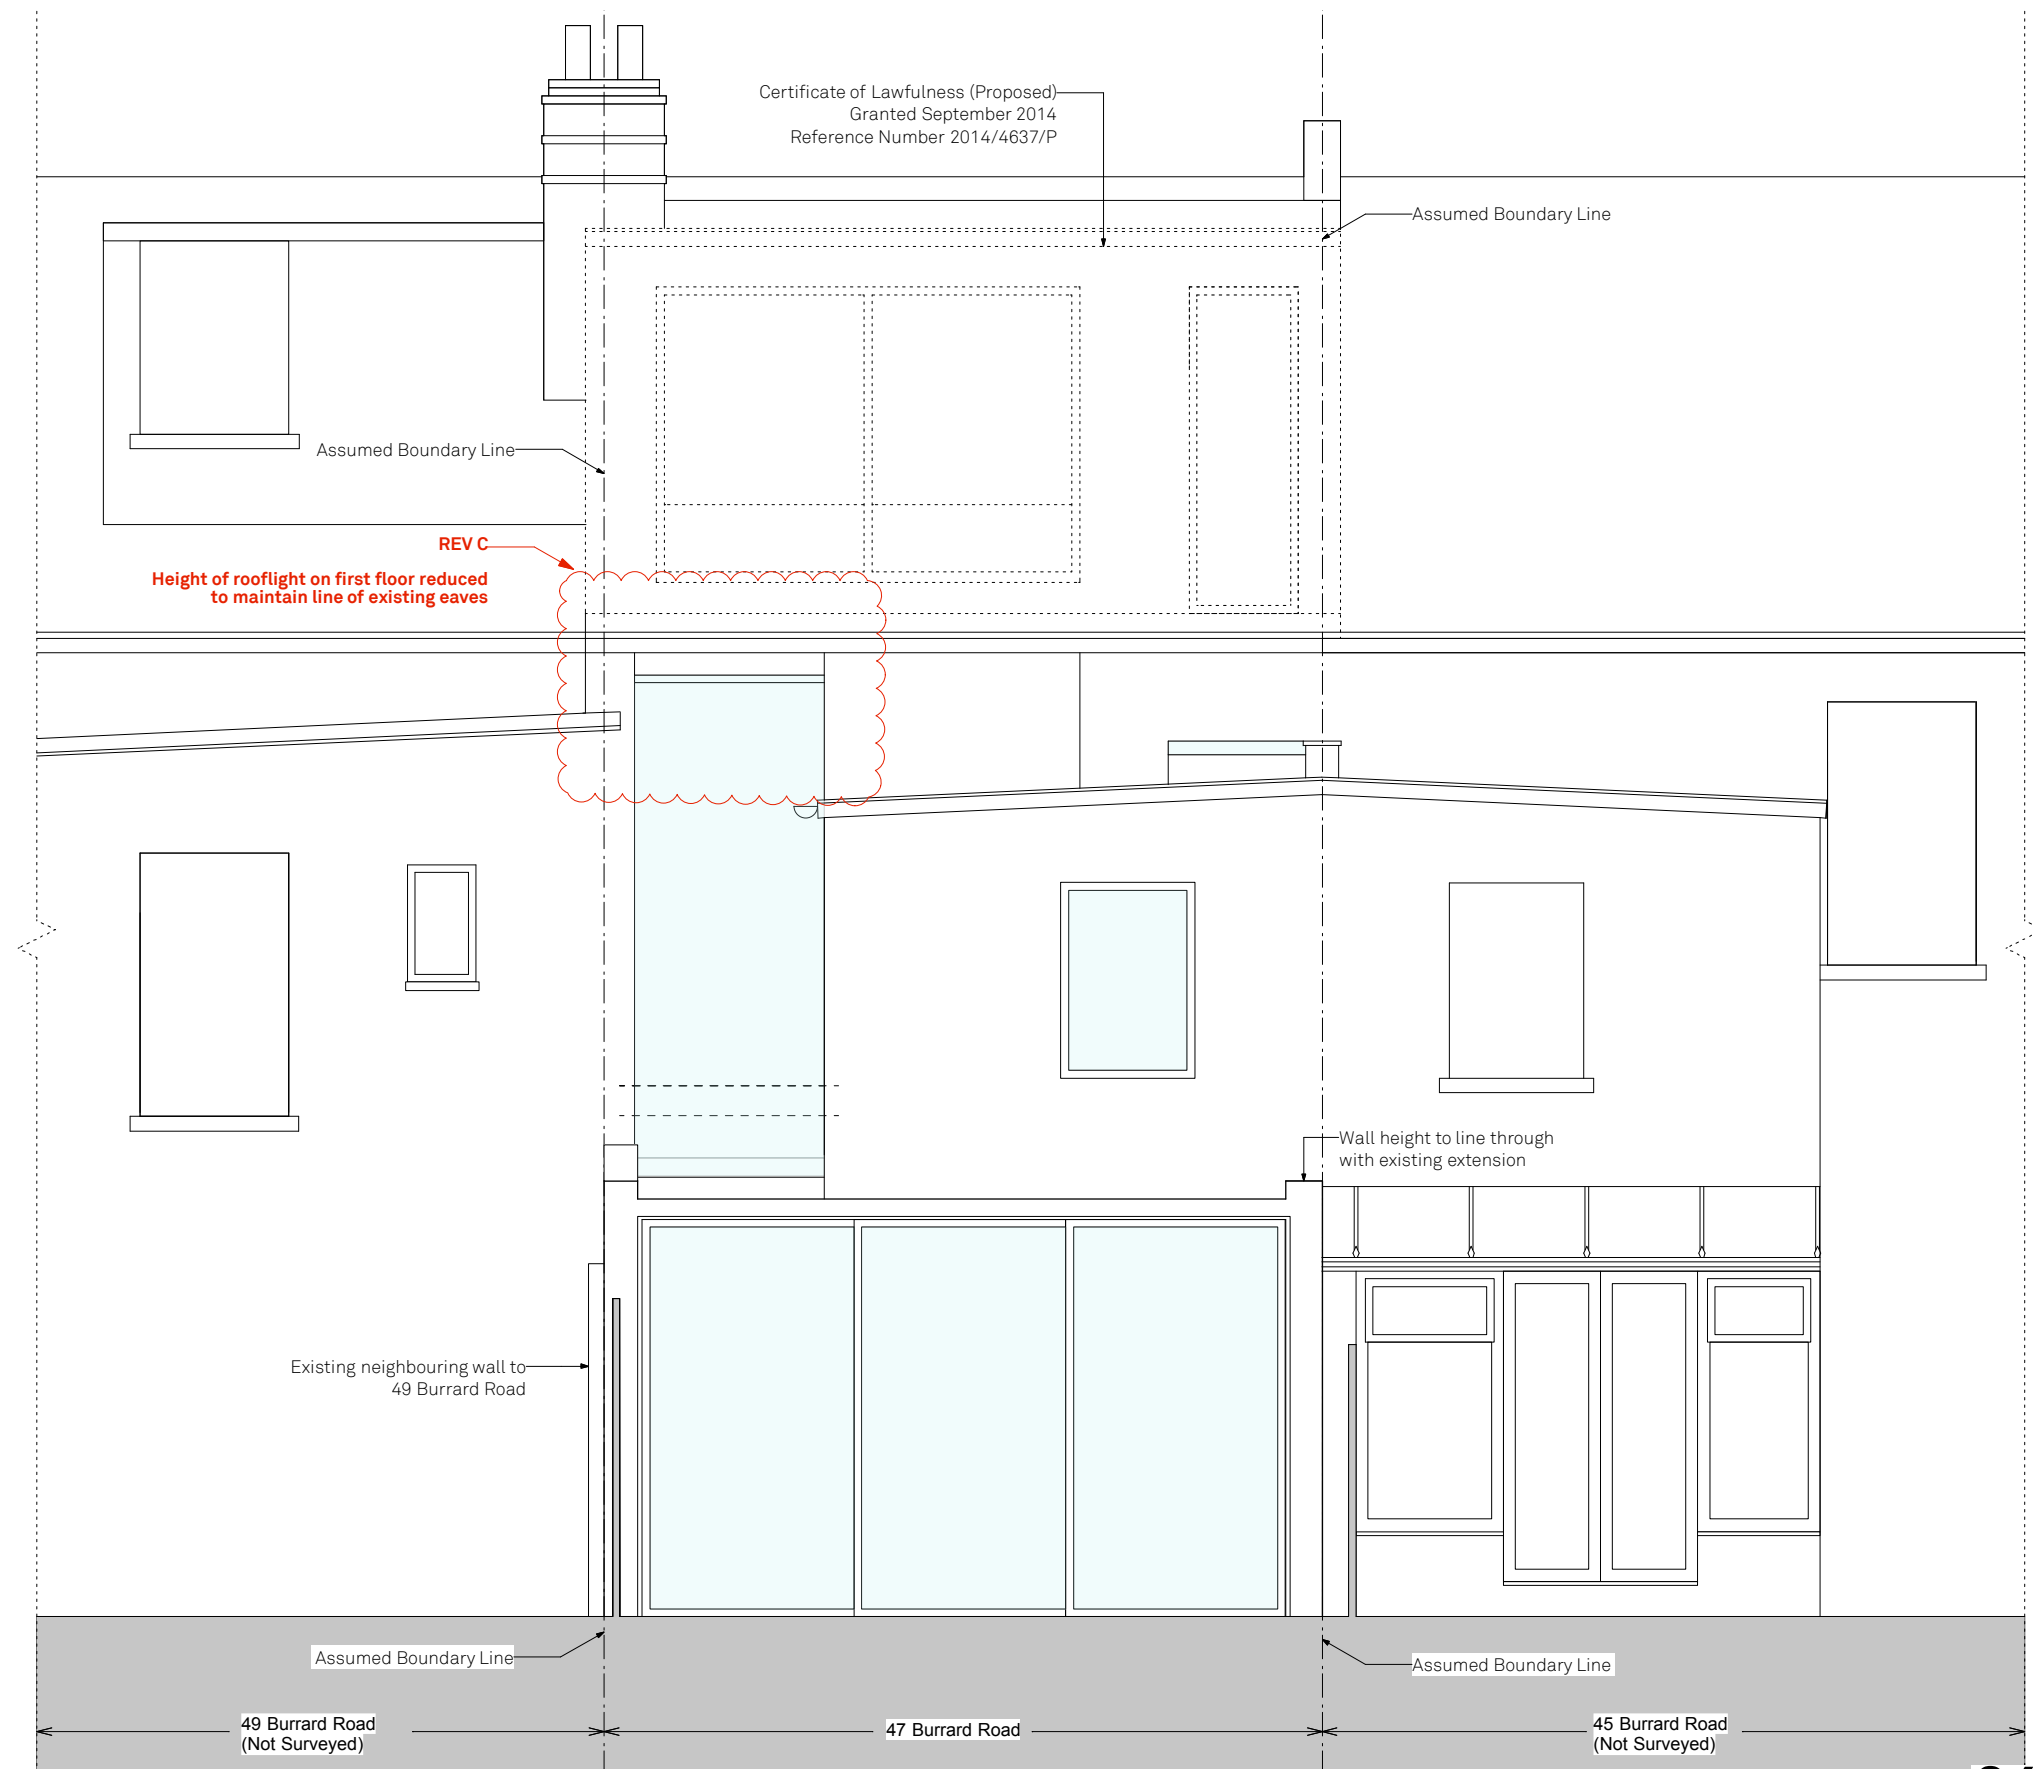 Certificate of Lawfulness (Proposed)
Granted September 2014
Reference Number 2014/4637/P
Assumed Boundary Line
Assumed Boundary Line
REV C
Height of rooflight on first floor reduced
to maintain line of existing eaves
Wall height to line through
with existing extension
Existing neighbouring wall to
49 Burrard Road
Assumed Boundary Line
Assumed Boundary Line
49 Burrard Road
(Not Surveyed)
47 Burrard Road
45 Burrard Road
(Not Surveyed)